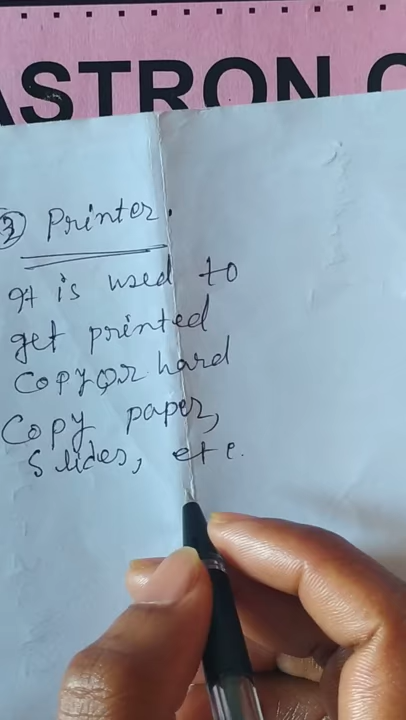 ASTRON C
③ Printer.
It is used to
get printed
copy or hard
copy paper,
slides, etc.